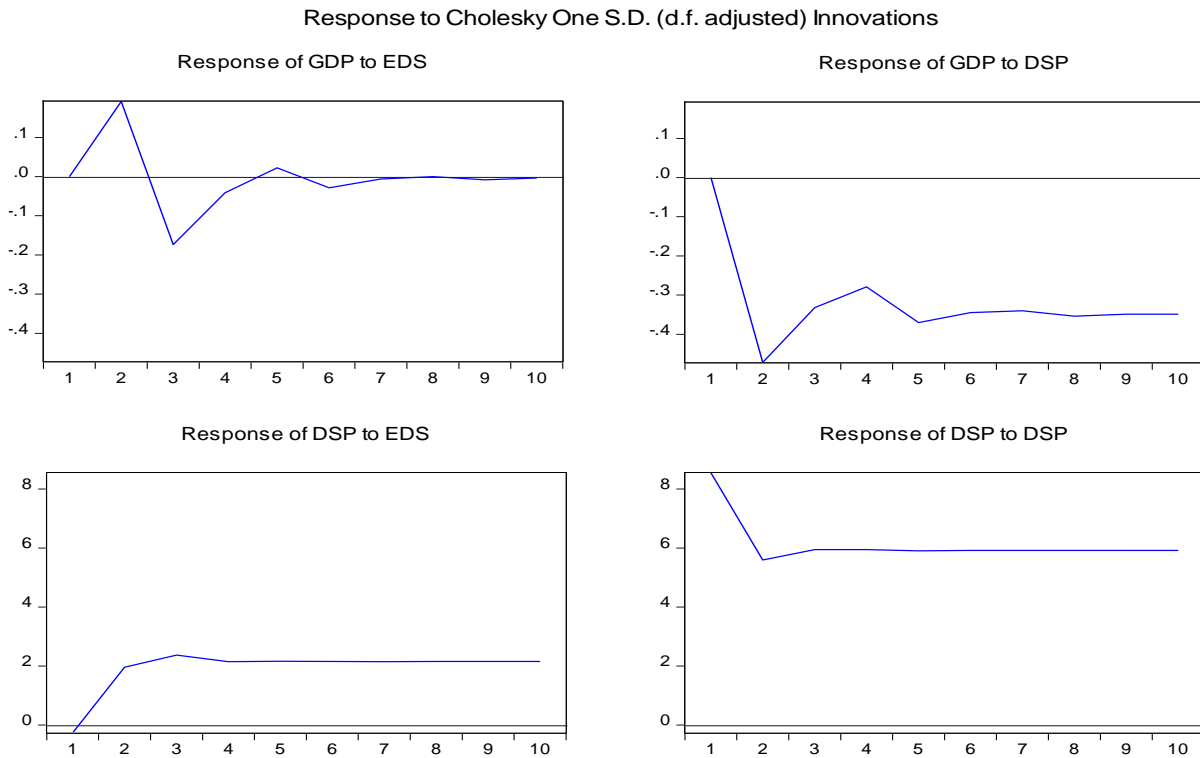 Response to Cholesky One S.D. (d.f. adjusted) Innovations
Response of GDP to EDS
.1
.0
-.1
-.2
-.3
-.4
1 2 3 4 5 6 7 8 9 10
Response of GDP to DSP
.1
.0
-.1
-.2
-.3
-.4
1 2 3 4 5 6 7 8 9 10
Response of DSP to EDS
8
6
4
2
0
1 2 3 4 5 6 7 8 9 10
Response of DSP to DSP
8
6
4
2
0
1 2 3 4 5 6 7 8 9 10